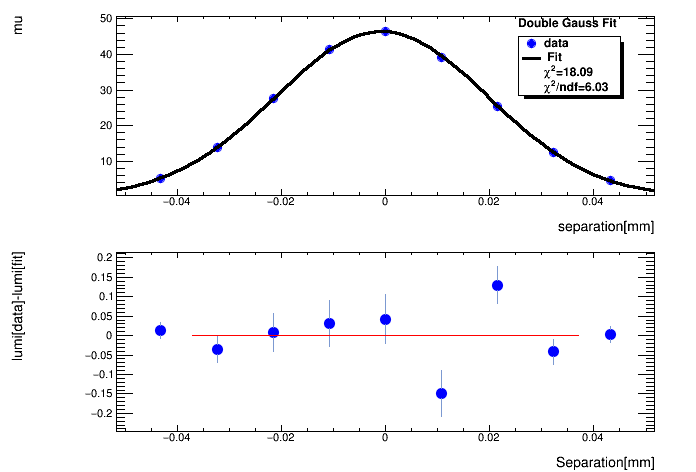 mu
Double Gauss Fit
data
Fit
χ²=18.09
χ²/ndf=6.03
50
40
30
20
10
−0.04 −0.02 0 0.02 0.04
separation[mm]
lumi[data]-lumi[fit]
0.2
0.15
0.1
0.05
0
−0.05
−0.1
−0.15
−0.2
−0.04 −0.02 0 0.02 0.04
Separation[mm]